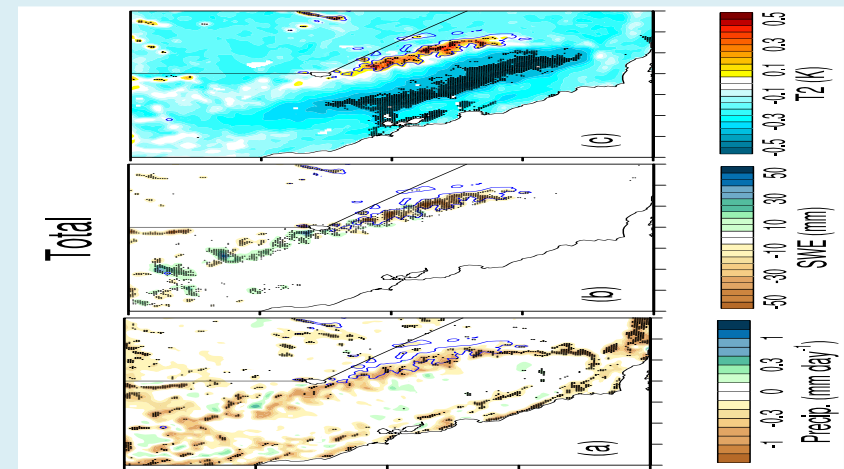 Total
(a) (b) (c)
-1 -0.3 0 0.3 1 -50 -30 -10 10 30 50 -0.5 -0.3 -0.1 0.1 0.3 0.5
Precip. (mm day⁻¹) SWE (mm) T2 (K)